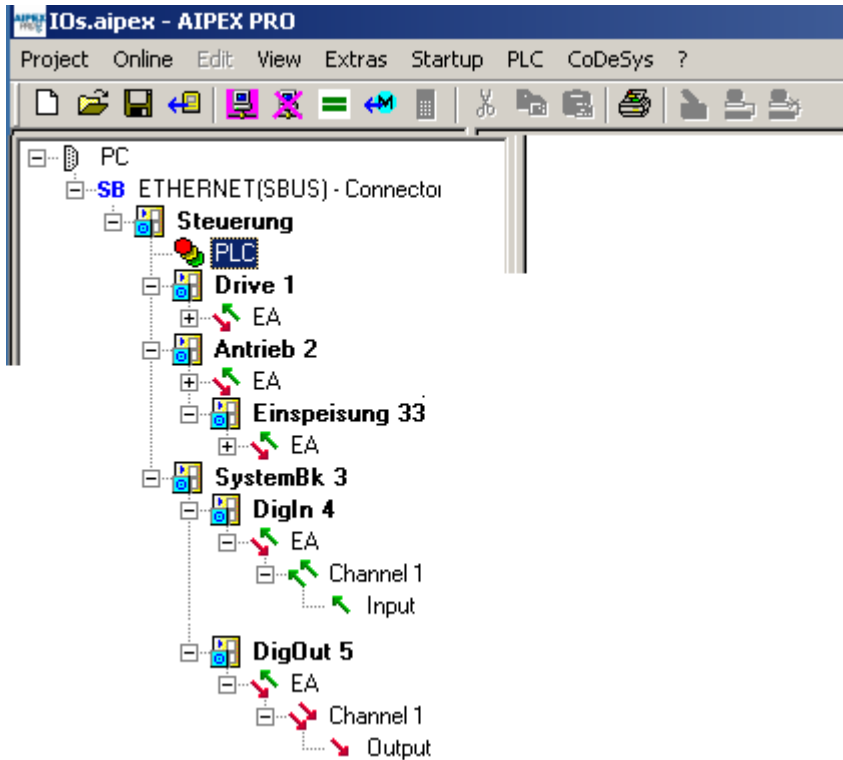 IOs.aipex - AIPEX PRO
Project Online Edit View Extras Startup PLC CoDeSys ?
PC
SB ETHERNET(SBUS) - Connector
Steuerung
PLC
Drive 1
EA
Antrieb 2
EA
Einspeisung 33
EA
SystemBk 3
DigIn 4
EA
Channel 1
Input
DigOut 5
EA
Channel 1
Output